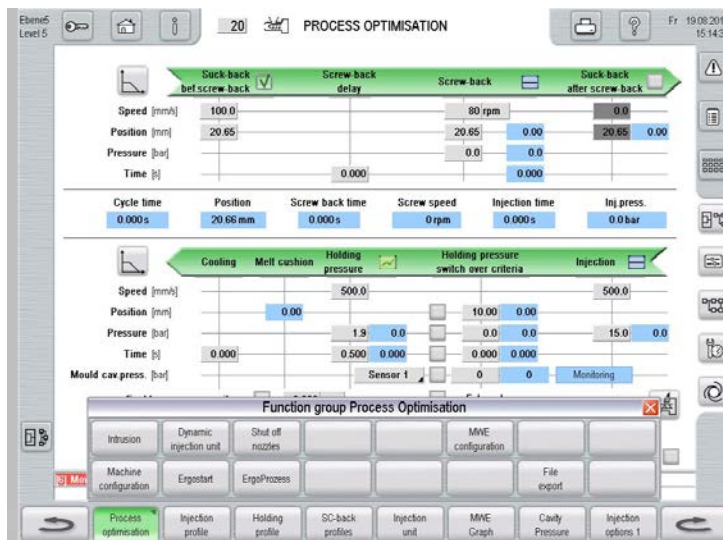 Ebene5
Level 5
20 PROCESS OPTIMISATION
Fr 19.08.201
15:14:3
Suck-back bef.screw-back
Screw-back delay
Screw-back
Suck-back after screw-back
Speed [mm/s] 100.0 80 rpm 0.0
Position [mm] 20.65 20.65 0.00 20.65 0.00
Pressure [bar] 0.0 0.0
Time [s] 0.000 0.000
Cycle time Position Screw back time Screw speed Injection time Inj.press.
0.000 s 20.66 mm 0.000 s 0 rpm 0.000 s 0.0 bar
Cooling
Melt cushion
Holding pressure
Holding pressure switch over criteria
Injection
Speed [mm/s] 500.0 500.0
Position [mm] 0.00 10.00 0.00
Pressure [bar] 1.9 0.0 0.0 0.0 15.0 0.0
Time [s] 0.000 0.500 0.000 0.000 0.000
Mould cav.press. [bar] Sensor 1 0 0 Monitoring
Function group Process Optimisation
Intrusion
Dynamic injection unit
Shut off nozzles
MWE configuration
Machine configuration
Ergostart
ErgoProzess
File export
[6] Mou
Process optimisation
Injection profile
Holding profile
SC-back profiles
Injection unit
MWE Graph
Cavity Pressure
Injection options 1